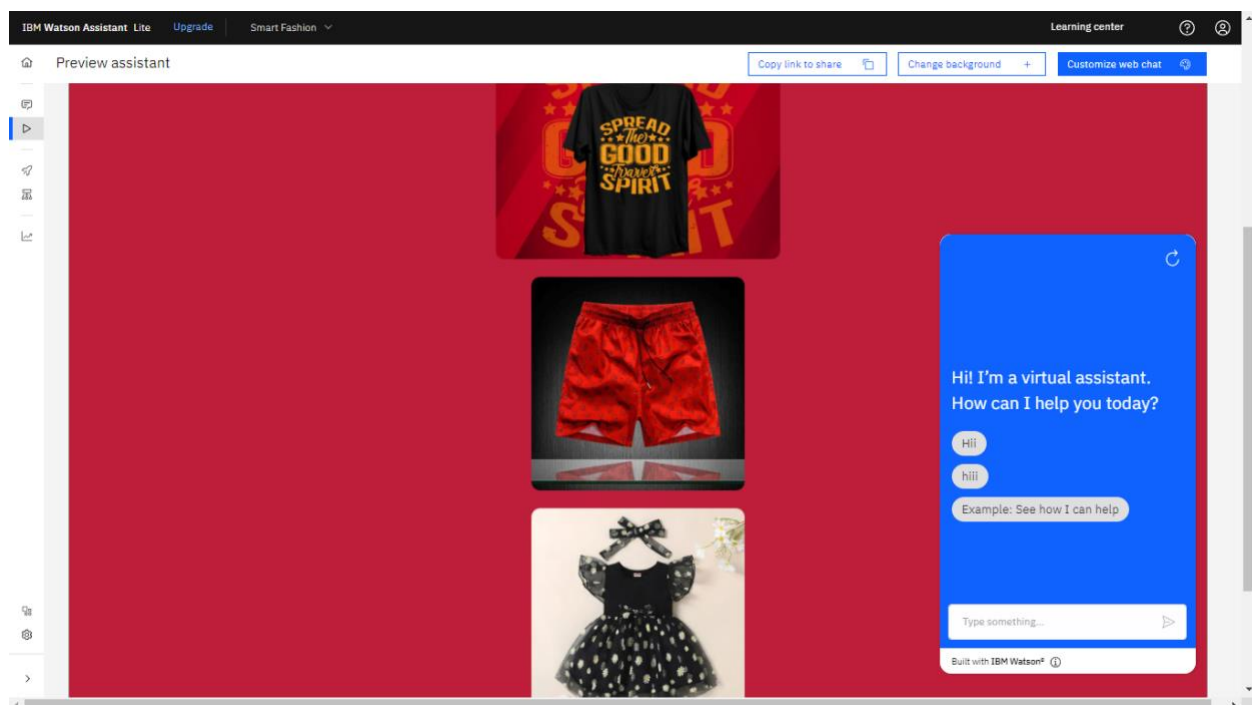 IBM Watson Assistant Lite Upgrade Smart Fashion Learning center
Preview assistant Copy link to share Change background + Customize web chat
SPREAD
The
GOOD
SPIRIT
Hi! I'm a virtual assistant.
How can I help you today?
Hii
hiii
Example: See how I can help
Type something...
Built with IBM Watson®